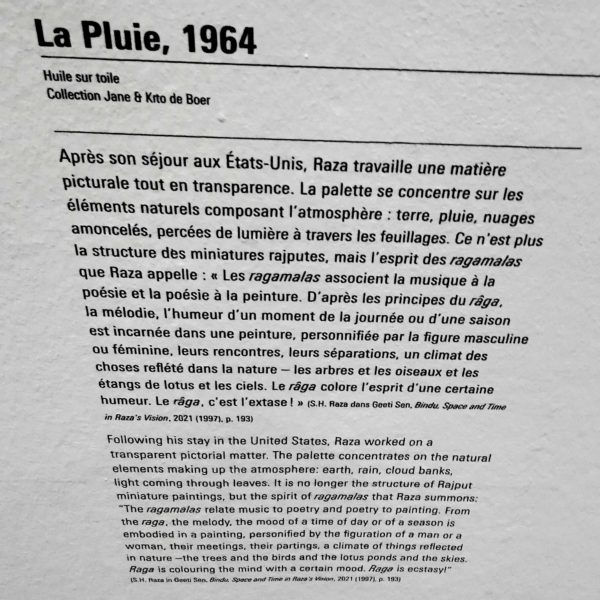 La Pluie, 1964
Huile sur toile
Collection Jane & Kito de Boer
Après son séjour aux États-Unis, Raza travaille une matière
picturale tout en transparence. La palette se concentre sur les
éléments naturels composant l'atmosphère : terre, pluie, nuages
amoncelés, percées de lumière à travers les feuillages. Ce n'est plus
la structure des miniatures rajputes, mais l'esprit des ragamalas
que Raza appelle : « Les ragamalas associent la musique à la
poésie et la poésie à la peinture. D'après les principes du râga,
la mélodie, l'humeur d'un moment de la journée ou d'une saison
est incarnée dans une peinture, personnifiée par la figure masculine
ou féminine, leurs rencontres, leurs séparations, un climat des
choses reflété dans la nature – les arbres et les oiseaux et les
étangs de lotus et les ciels. Le râga colore l'esprit d'une certaine
humeur. Le râga, c'est l'extase ! » (S.H. Raza dans Geeti Sen, Bindu, Space and Time
in Raza's Vision, 2021 (1997), p. 193)
Following his stay in the United States, Raza worked on a
transparent pictorial matter. The palette concentrates on the natural
elements making up the atmosphere: earth, rain, cloud banks,
light coming through leaves. It is no longer the structure of Rajput
miniature paintings, but the spirit of ragamalas that Raza summons:
"The ragamalas relate music to poetry and poetry to painting. From
the raga, the melody, the mood of a time of day or of a season is
embodied in a painting, personified by the figuration of a man or a
woman, their meetings, their partings, a climate of things reflected
in nature –the trees and the birds and the lotus ponds and the skies.
Raga is colouring the mind with a certain mood. Raga is ecstasy!"
(S.H. Raza in Geeti Sen, Bindu, Space and Time in Raza's Vision, 2021 (1997), p. 193)